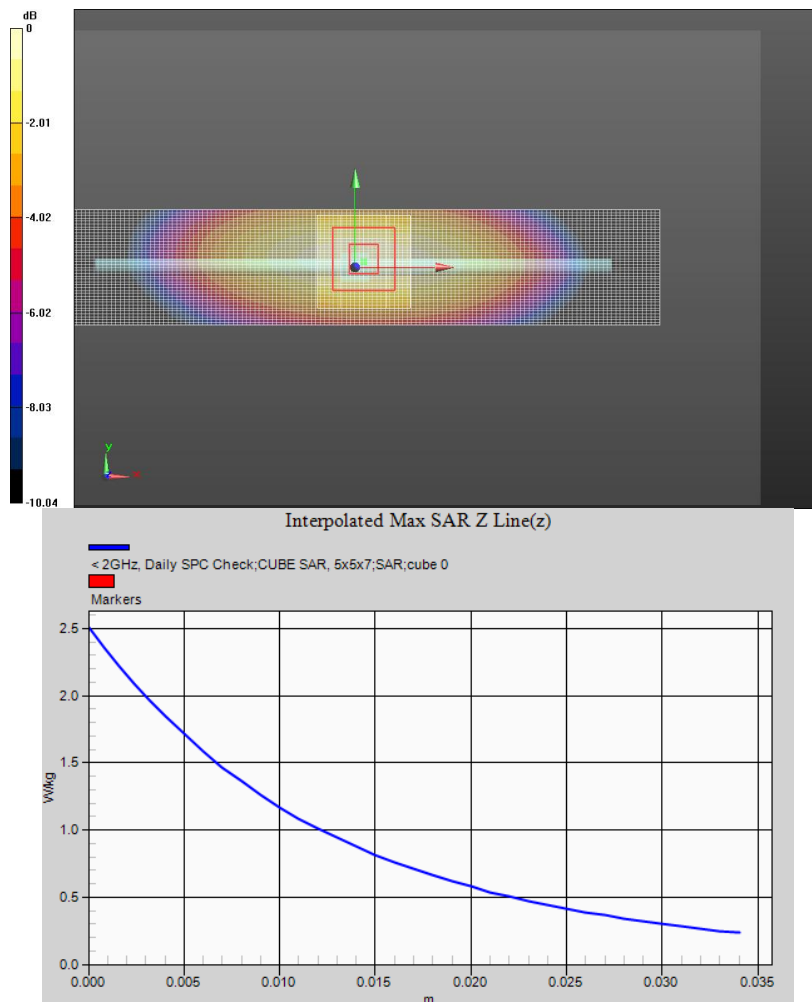 dB
0
-2.01
-4.02
-6.02
-8.03
-10.04
y
Interpolated Max SAR Z Line(z)
< 2GHz, Daily SPC Check;CUBE SAR, 5x5x7;SAR;cube 0
Markers
2.5
2.0
1.5
1.0
0.5
0.0
W/kg
0.000 0.005 0.010 0.015 0.020 0.025 0.030 0.035
m